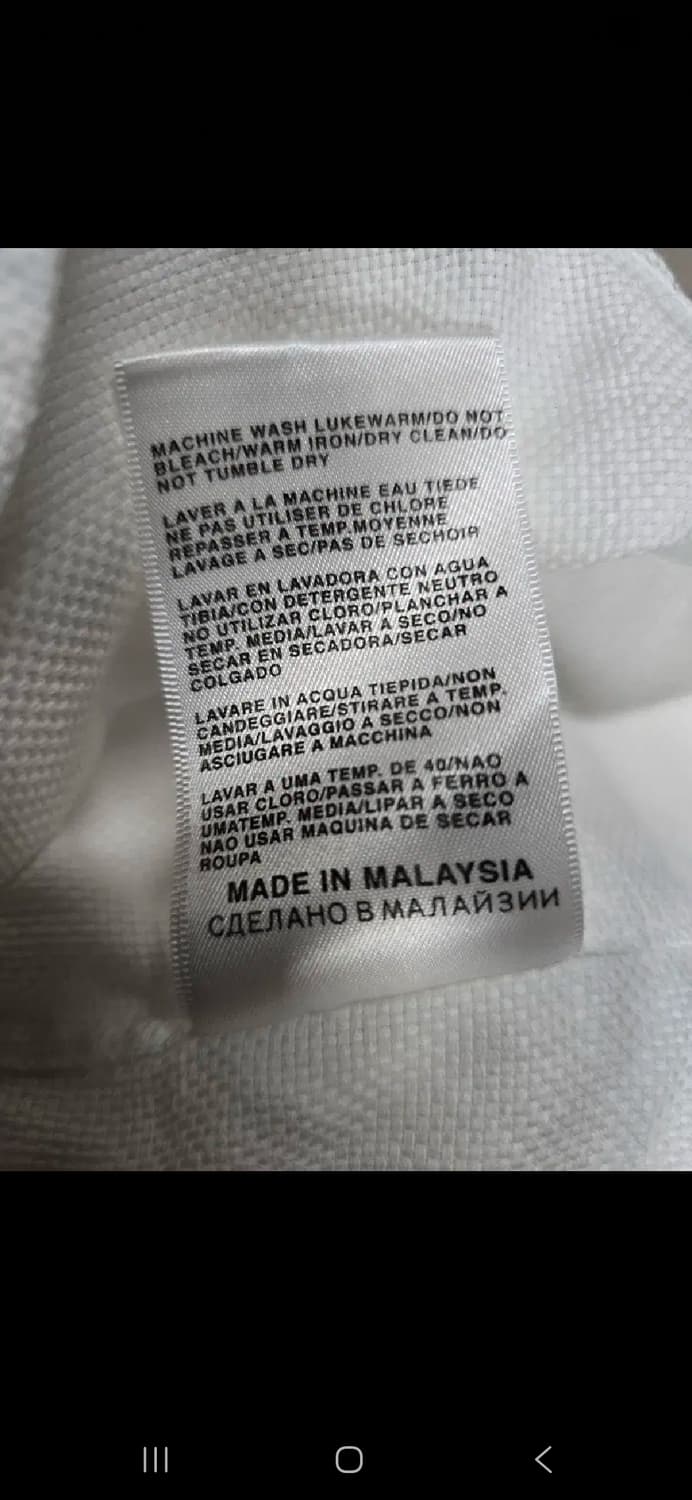 MACHINE WASH LUKEWARM/DO NOT
BLEACH/WARM IRON/DRY CLEAN/DO
NOT TUMBLE DRY
LAVER A LA MACHINE EAU TIEDE
NE PAS UTILISER DE CHLORE
REPASSER A TEMP.MOYENNE
LAVAGE A SEC/PAS DE SECHOIR
LAVAR EN LAVADORA CON AGUA
TIBIA/CON DETERGENTE NEUTRO
NO UTILIZAR CLORO/PLANCHAR A
TEMP. MEDIA/LAVAR A SECO/NO
SECAR EN SECADORA/SECAR
COLGADO
LAVARE IN ACQUA TIEPIDA/NON
CANDEGGIARE/STIRARE A TEMP.
MEDIA/LAVAGGIO A SECCO/NON
ASCIUGARE A MACCHINA
LAVAR A UMA TEMP. DE 40/NAO
USAR CLORO/PASSAR A FERRO A
UMATEMP. MEDIA/LIPAR A SECO
NAO USAR MAQUINA DE SECAR
ROUPA
MADE IN MALAYSIA
СДЕЛАНО В МАЛАЙЗИИ